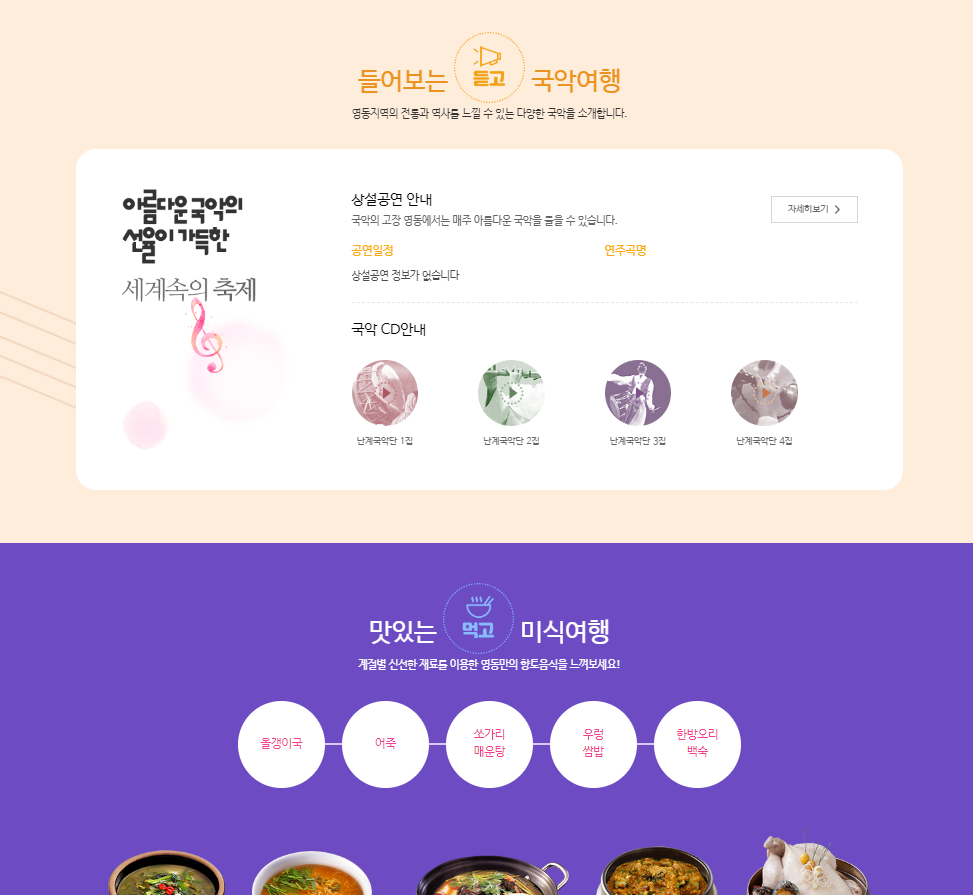 들어보는 듣고 국악여행
영동지역의 전통과 역사를 느낄 수 있는 다양한 국악을 소개합니다.
아름다운 국악의
선율이 가득한
세계속의 축제
상설공연 안내
국악의 고장 영동에서는 매주 아름다운 국악을 들을 수 있습니다.
자세히보기
공연일정
연주곡명
상설공연 정보가 없습니다
국악 CD안내
난계국악단 1집
난계국악단 2집
난계국악단 3집
난계국악단 4집
맛있는 먹고 미식여행
계절별 신선한 재료를 이용한 영동만의 향토음식을 느껴보세요!
올갱이국
어죽
쏘가리
매운탕
우렁
쌈밥
한방오리
백숙